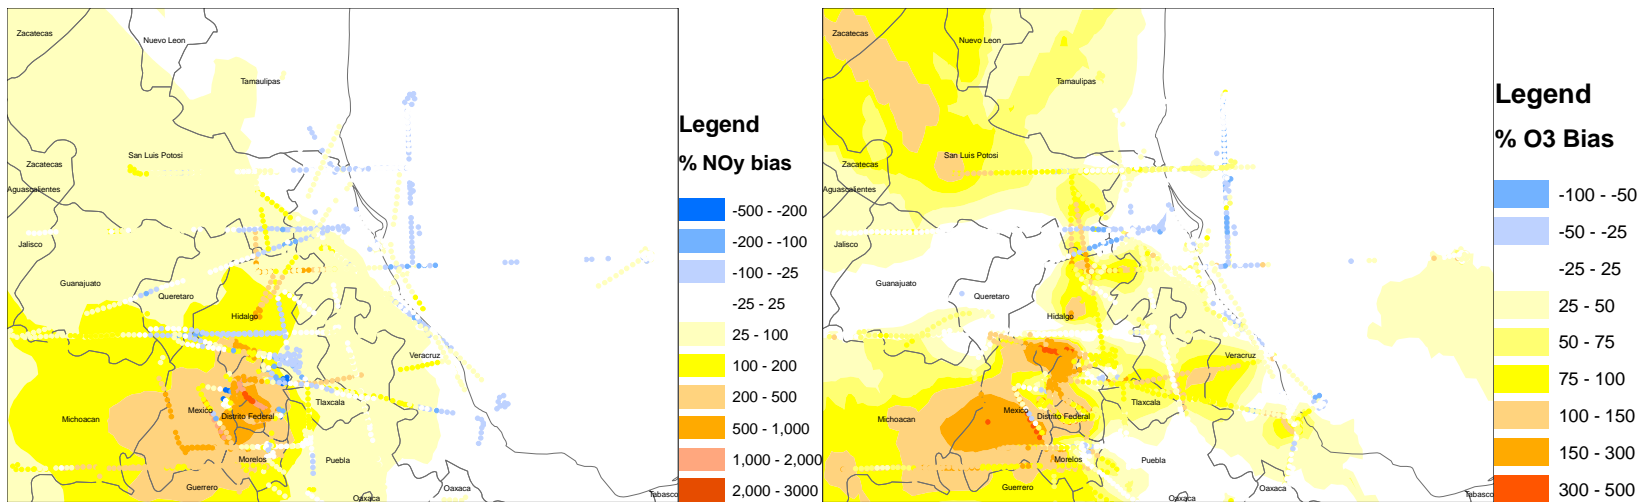 Zacatecas
Nuevo Leon
Tamaulipas
Zacatecas
San Luis Potosi
Aguascalientes
Jalisco
Guanajuato
Queretaro
Hidalgo
Veracruz
Michoacan
Mexico
Distrito Federal
Tlaxcala
Morelos
Puebla
Guerrero
Oaxaca
Oaxaca
Tabasco
Legend
% NOy bias
-500 - -200
-200 - -100
-100 - -25
-25 - 25
25 - 100
100 - 200
200 - 500
500 - 1,000
1,000 - 2,000
2,000 - 3000
Zacatecas
Nuevo Leon
Tamaulipas
Zacatecas
San Luis Potosi
Aguascalientes
Jalisco
Guanajuato
Queretaro
Hidalgo
Veracruz
Michoacan
Mexico
Distrito Federal
Tlaxcala
Morelos
Puebla
Guerrero
Oaxaca
Oaxaca
Tabasco
Legend
% O3 Bias
-100 - -50
-50 - -25
-25 - 25
25 - 50
50 - 75
75 - 100
100 - 150
150 - 300
300 - 500